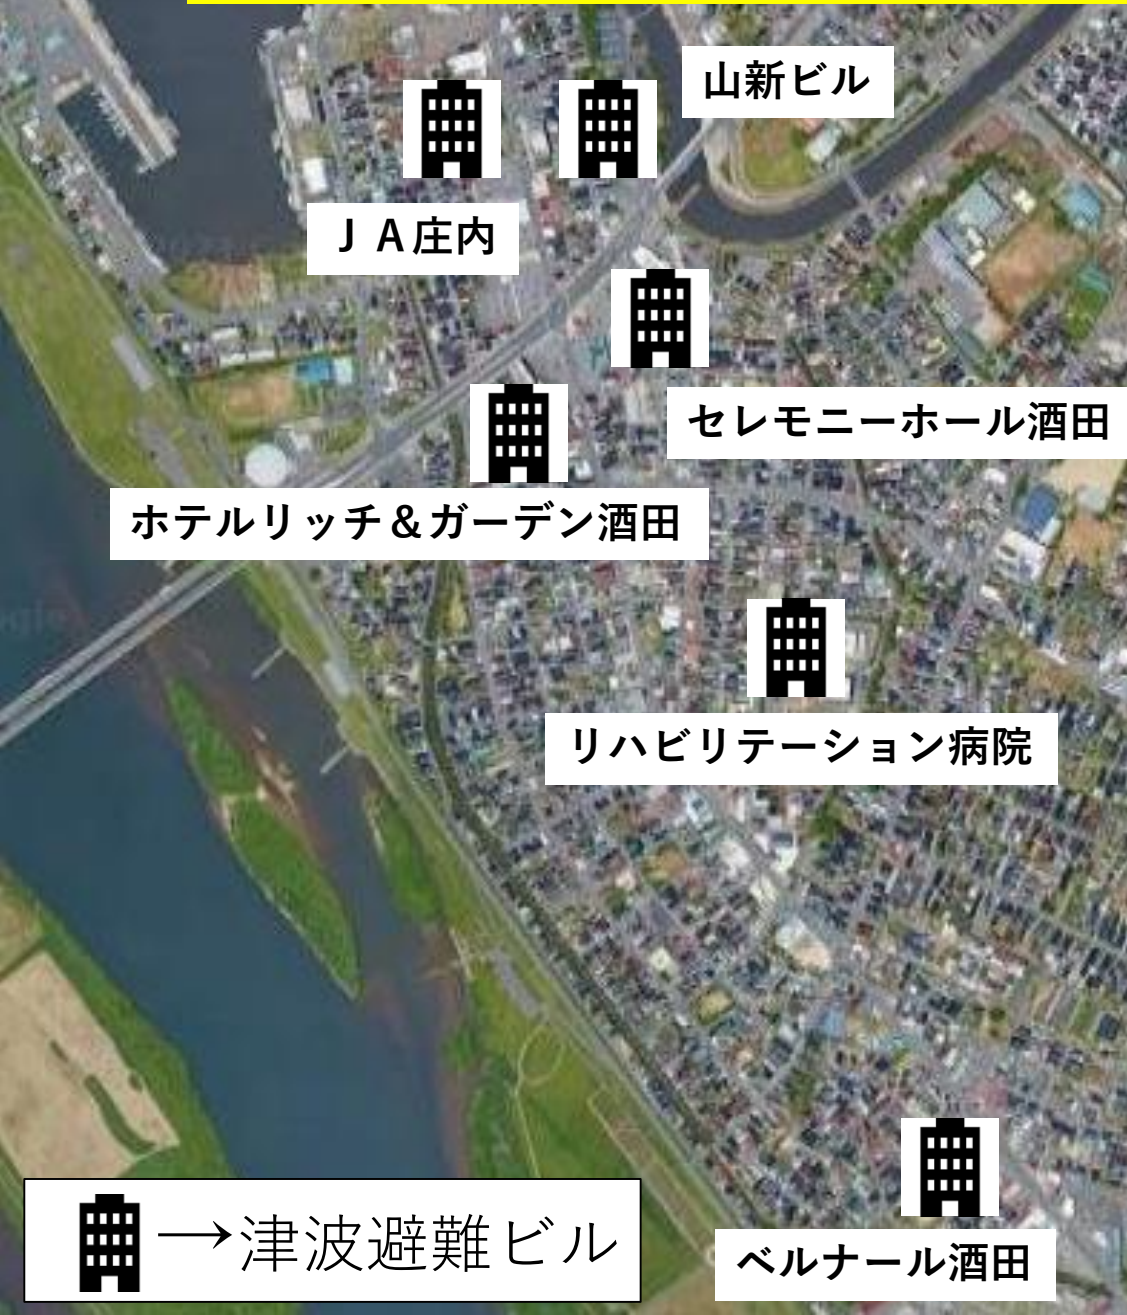 山新ビル
ＪＡ庄内
セレモニーホール酒田
ホテルリッチ＆ガーデン酒田
リハビリテーション病院
→津波避難ビル
ベルナール酒田